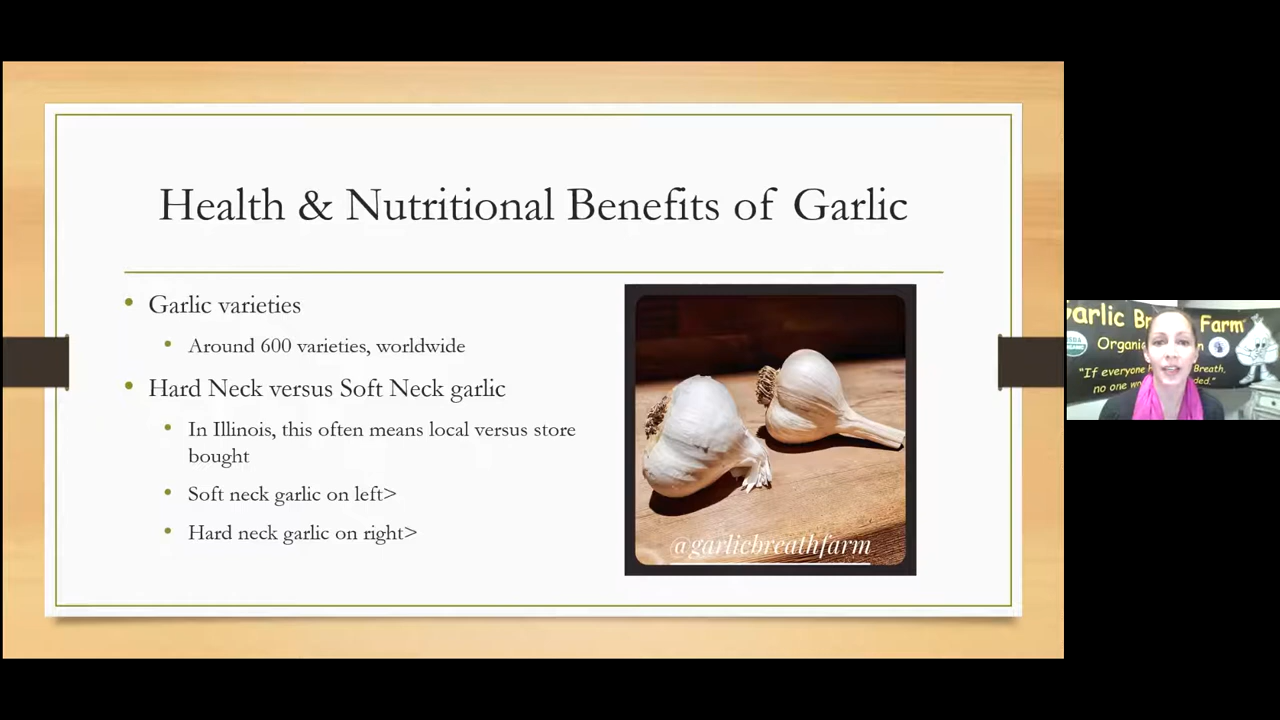 Health & Nutritional Benefits of Garlic
Garlic varieties
Around 600 varieties, worldwide
Hard Neck versus Soft Neck garlic
In Illinois, this often means local versus store
bought
Soft neck garlic on left>
Hard neck garlic on right>
@garlicbreathfarm
arlic Br Farm
USDA
ORGANIC
Organic
"If everyone Breath,
no one